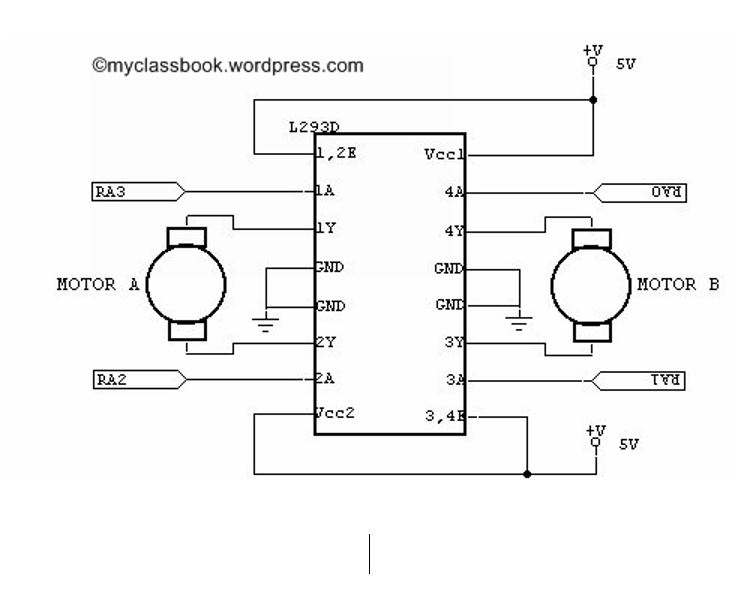 ©myclassbook.wordpress.com
+V
5V
L293D
1,2E
Vcc1
RA3
1A
4A
RA0
1Y
4Y
GND
GND
MOTOR A
MOTOR B
GND
GND
2Y
3Y
RA2
2A
3A
RA1
Vcc2
3,4E
+V
5V